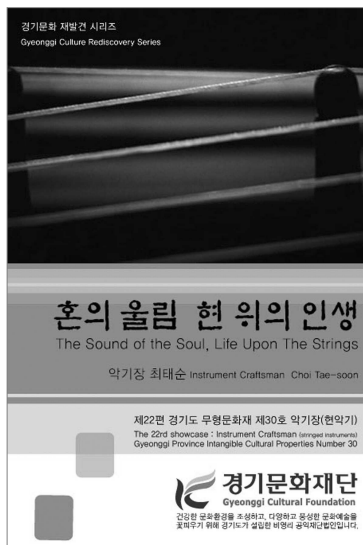 경기문화 재발견 시리즈
Gyeonggi Culture Rediscovery Series
혼의 울림 현 위의 인생
The Sound of the Soul, Life Upon The Strings
악기장 최태순 Instrument Craftsman Choi Tae-soon
제22편 경기도 무형문화재 제30호 악기장(현악기)
The 22rd showcase : Instrument Craftsman (stringed instruments)
Gyeonggi Province Intangible Cultural Properties Number 30
경기문화재단
Gyeonggi Cultural Foundation
건강한 문화환경을 조성하고, 다양하고 풍성한 문화예술을
꽃피우기 위해 경기도가 설립한 비영리 공익재단법인입니다.